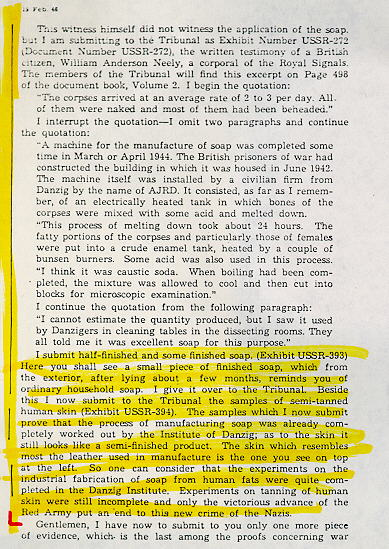 19 Feb. 46
This witness himself did not witness the application of the soap.
but I am submitting to the Tribunal as Exhibit Number USSR-272
(Document Number USSR-272), the written testimony of a British
citizen, William Anderson Neely, a corporal of the Royal Signals.
The members of the Tribunal will find this excerpt on Page 498
of the document book, Volume 2. I begin the quotation:
"The corpses arrived at an average rate of 2 to 3 per day. All
of them were naked and most of them had been beheaded."
I interrupt the quotation—I omit two paragraphs and continue
the quotation:
"A machine for the manufacture of soap was completed some
time in March or April 1944. The British prisoners of war had
constructed the building in which it was housed in June 1942.
The machine itself was installed by a civilian firm from
Danzig by the name of AJRD. It consisted, as far as I remem-
ber, of an electrically heated tank in which bones of the
corpses were mixed with some acid and melted down.
"This process of melting down took about 24 hours. The
fatty portions of the corpses and particularly those of females
were put into a crude enamel tank, heated by a couple of
bunsen burners. Some acid was also used in this process.
"I think it was caustic soda. When boiling had been com-
pleted, the mixture was allowed to cool and then cut into
blocks for microscopic examination."
I continue the quotation from the following paragraph:
"I cannot estimate the quantity produced, but I saw it used
by Danzigers in cleaning tables in the dissecting rooms. They
all told me it was excellent soap for this purpose."
I submit half-finished and some finished soap. (Exhibit USSR-393)
Here you shall see a small piece of finished soap, which from
the exterior, after lying about a few months, reminds you of
ordinary household soap. I give it over to the Tribunal. Beside
this I now submit to the Tribunal the samples of semi-tanned
human skin (Exhibit USSR-394). The samples which I now submit
prove that the process of manufacturing soap was already com-
pletely worked out by the Institute of Danzig; as to the skin it
still looks like a semi-finished product. The skin which resembles
most the leather used in manufacture is the one you see on top
at the left. So one can consider that the experiments on the
industrial fabrication of soap from human fats were quite com-
pleted in the Danzig Institute. Experiments on tanning of human
skin were still incomplete and only the victorious advance of the
Red Army put an end to this new crime of the Nazis.
Gentlemen, I have now to submit to you only one more piece
of evidence, which is the last among the proofs concerning war